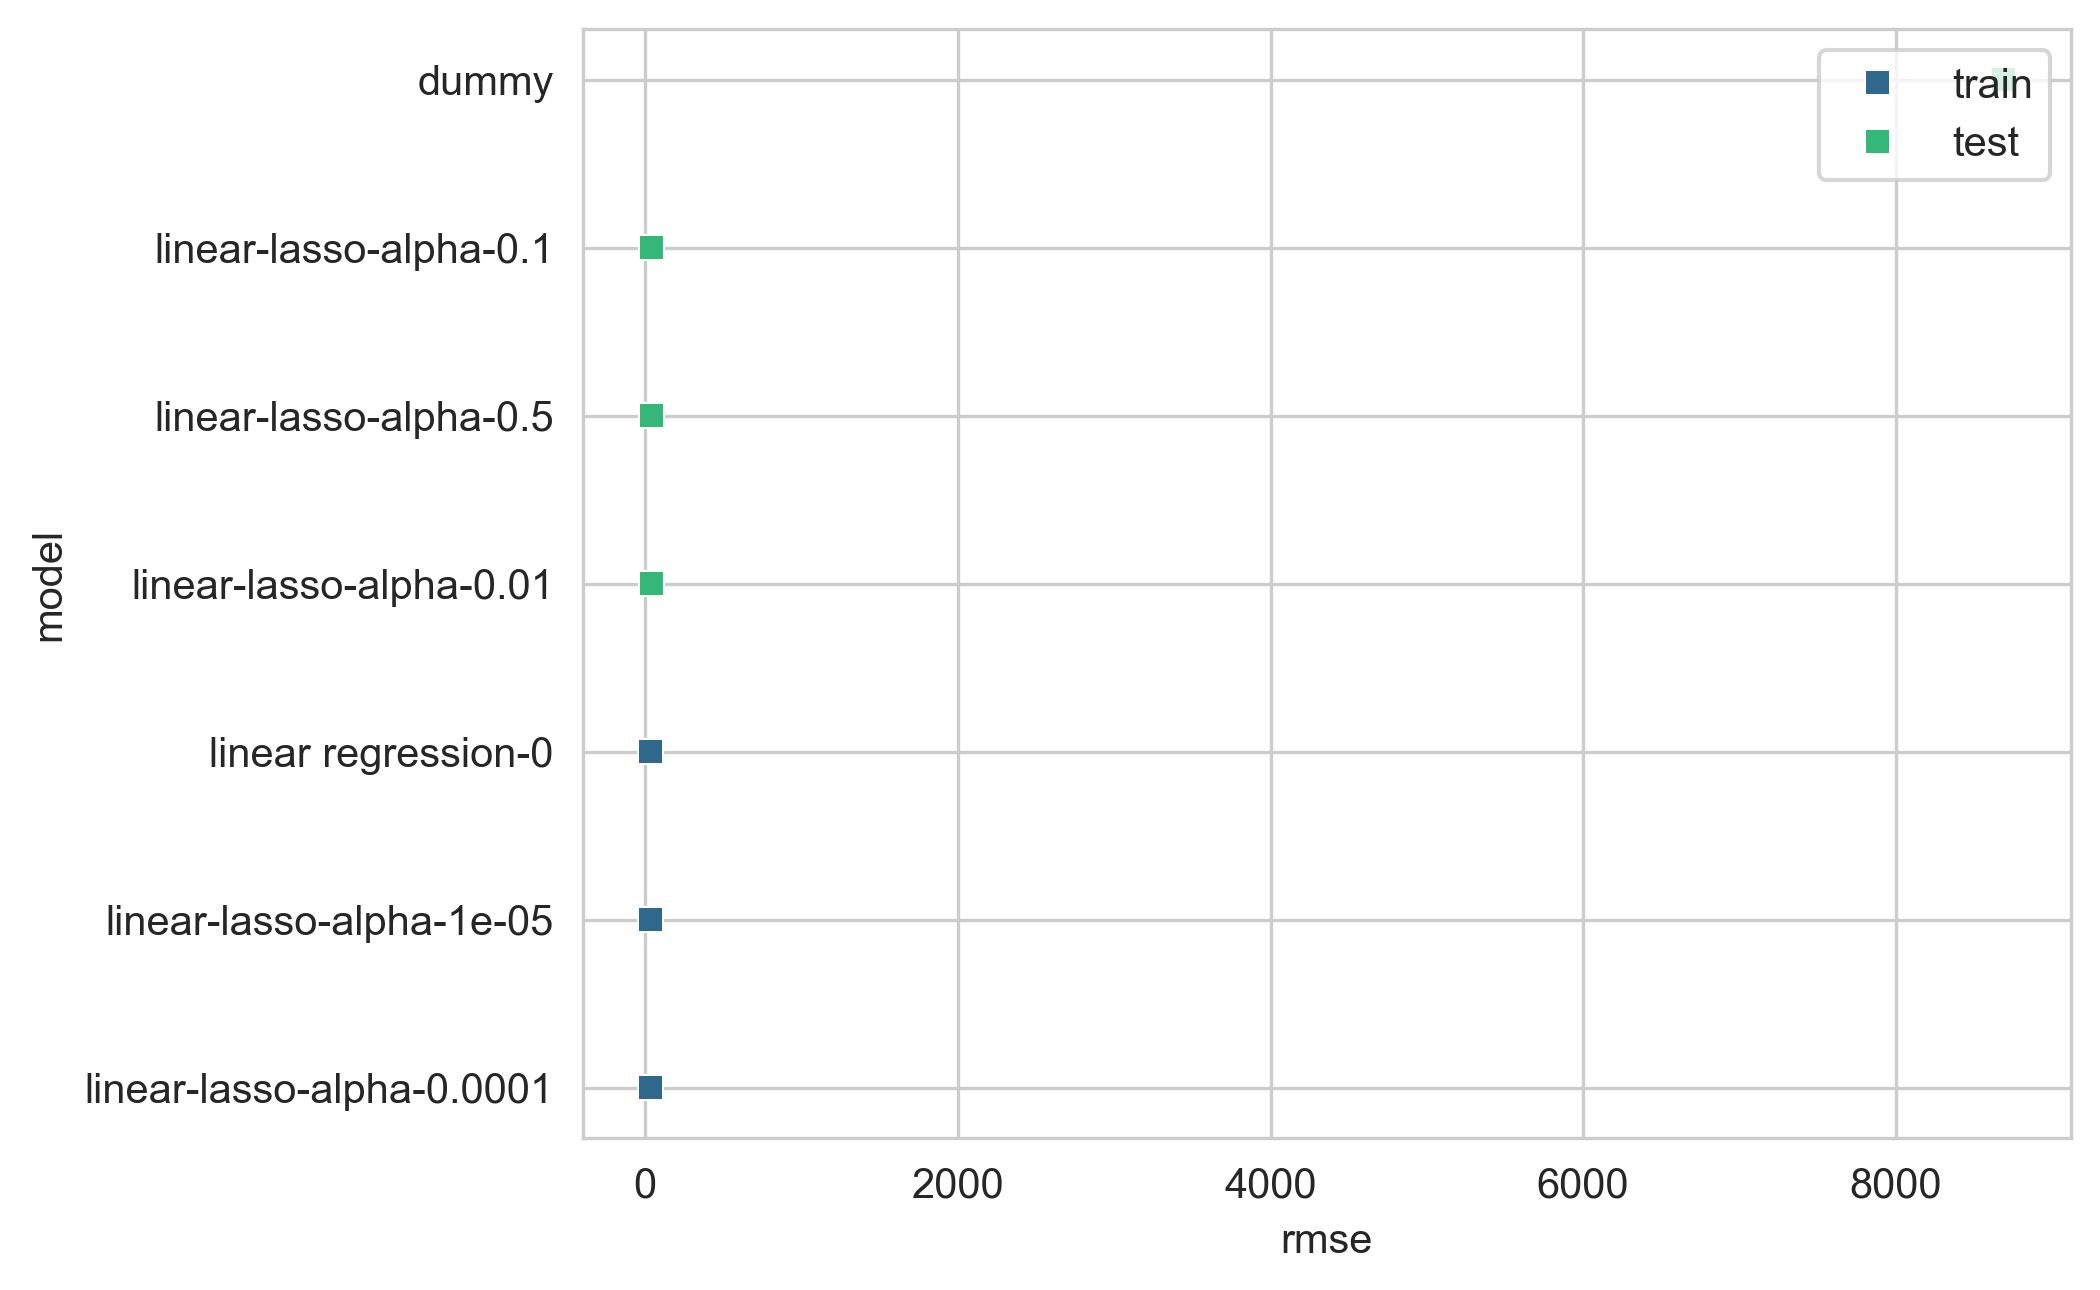 dummy
linear-lasso-alpha-0.1
linear-lasso-alpha-0.5
linear-lasso-alpha-0.01
linear regression-0
linear-lasso-alpha-1e-05
linear-lasso-alpha-0.0001
model
0 2000 4000 6000 8000
rmse
train
test